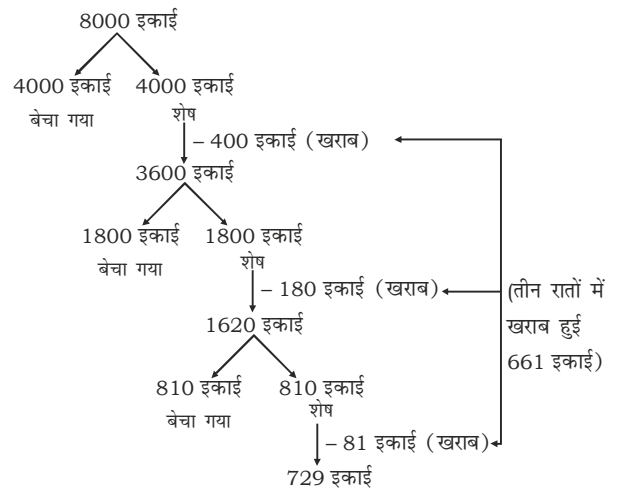 8000 इकाई
4000 इकाई 4000 इकाई
बेचा गया शेष
– 400 इकाई (खराब)
3600 इकाई
1800 इकाई 1800 इकाई
बेचा गया शेष
– 180 इकाई (खराब)
(तीन रातों में
खराब हुई
661 इकाई)
1620 इकाई
810 इकाई 810 इकाई
बेचा गया शेष
– 81 इकाई (खराब)
729 इकाई